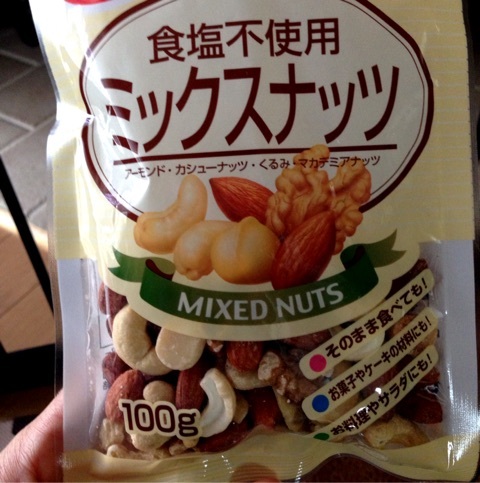 食塩不使用
ミックスナッツ
アーモンド・カシューナッツ・くるみ・マカデミアナッツ
MIXED NUTS
そのまま食べても!
お菓子やケーキの材料にも!
お料理やサラダにも!
100g